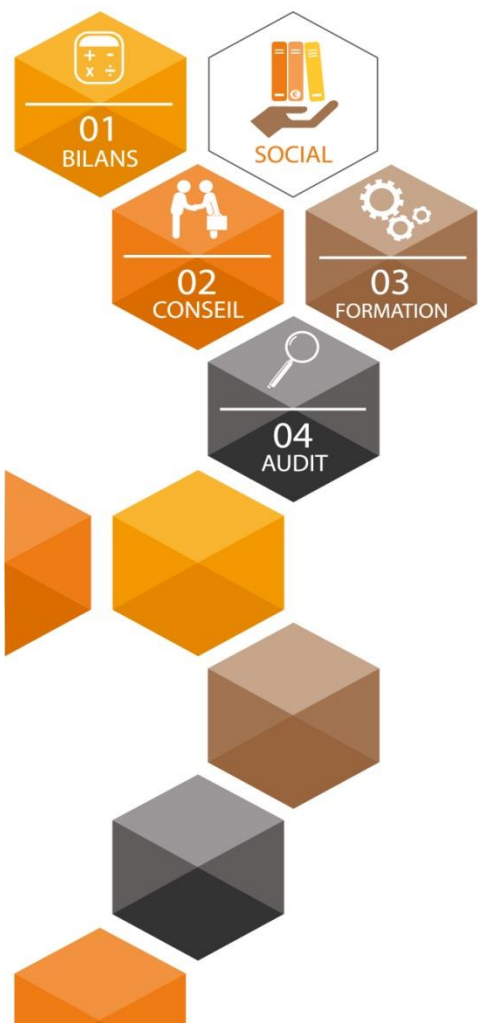 01
BILANS
SOCIAL
02
CONSEIL
03
FORMATION
04
AUDIT